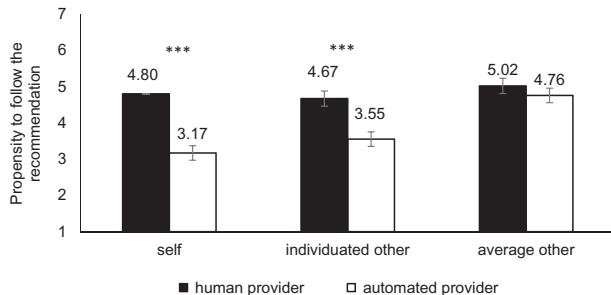 Propensity to follow the
recommendation
7
6
5
4
3
2
1
***
***
4.80
3.17
4.67
3.55
5.02
4.76
self
individuated other
average other
human provider
automated provider